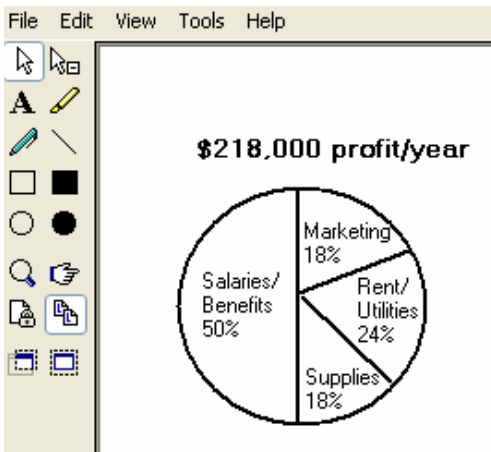 File Edit View Tools Help
A
$218,000 profit/year
Marketing
18%
Salaries/
Benefits
50%
Rent/
Utilities
24%
Supplies
18%